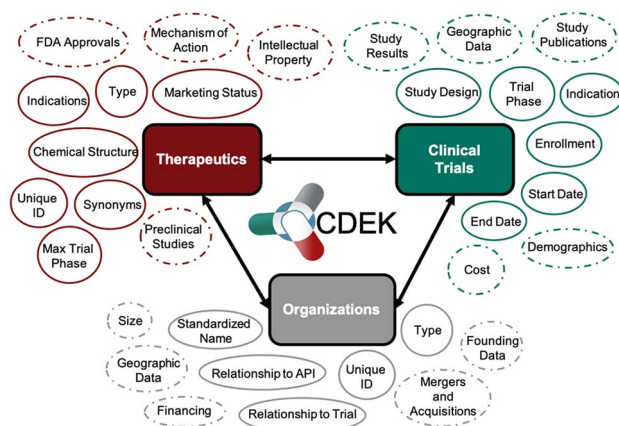 FDA Approvals
Mechanism of
Action
Intellectual
Property
Indications
Type
Marketing Status
Chemical Structure
Therapeutics
Unique
ID
Synonyms
Max Trial
Phase
Preclinical
Studies
Study
Results
Geographic
Data
Study
Publications
Study Design
Trial
Phase
Indication
Clinical
Trials
Enrollment
Start Date
End Date
Demographics
Cost
CDEK
Organizations
Size
Standardized
Name
Type
Founding
Data
Geographic
Data
Relationship to API
Unique
ID
Mergers
and
Acquisitions
Financing
Relationship to Trial